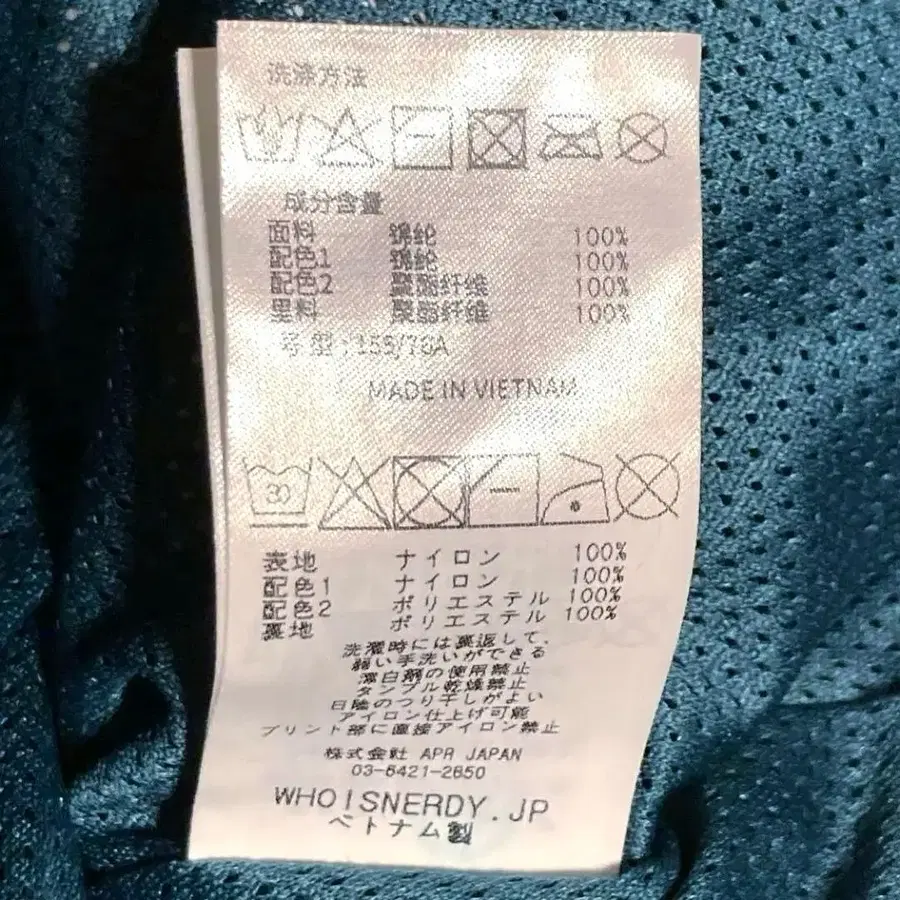 洗涤方法
成分含量
面料 锦纶 100%
配色1 锦纶 100%
配色2 聚酯纤维 100%
里料 聚酯纤维 100%
号型:155/78A
MADE IN VIETNAM
30
表地 ナイロン 100%
配色1 ナイロン 100%
配色2 ポリエステル 100%
裏地 ポリエステル 100%
洗濯時には裏返して、
弱い手洗いができる
漂白剤の使用禁止
タンブル乾燥禁止
日陰のつり干しがよい
アイロン仕上げ可能
プリント部に直接アイロン禁止
株式会社 APR JAPAN
03-6421-2650
WHOISNERDY.JP
ベトナム製